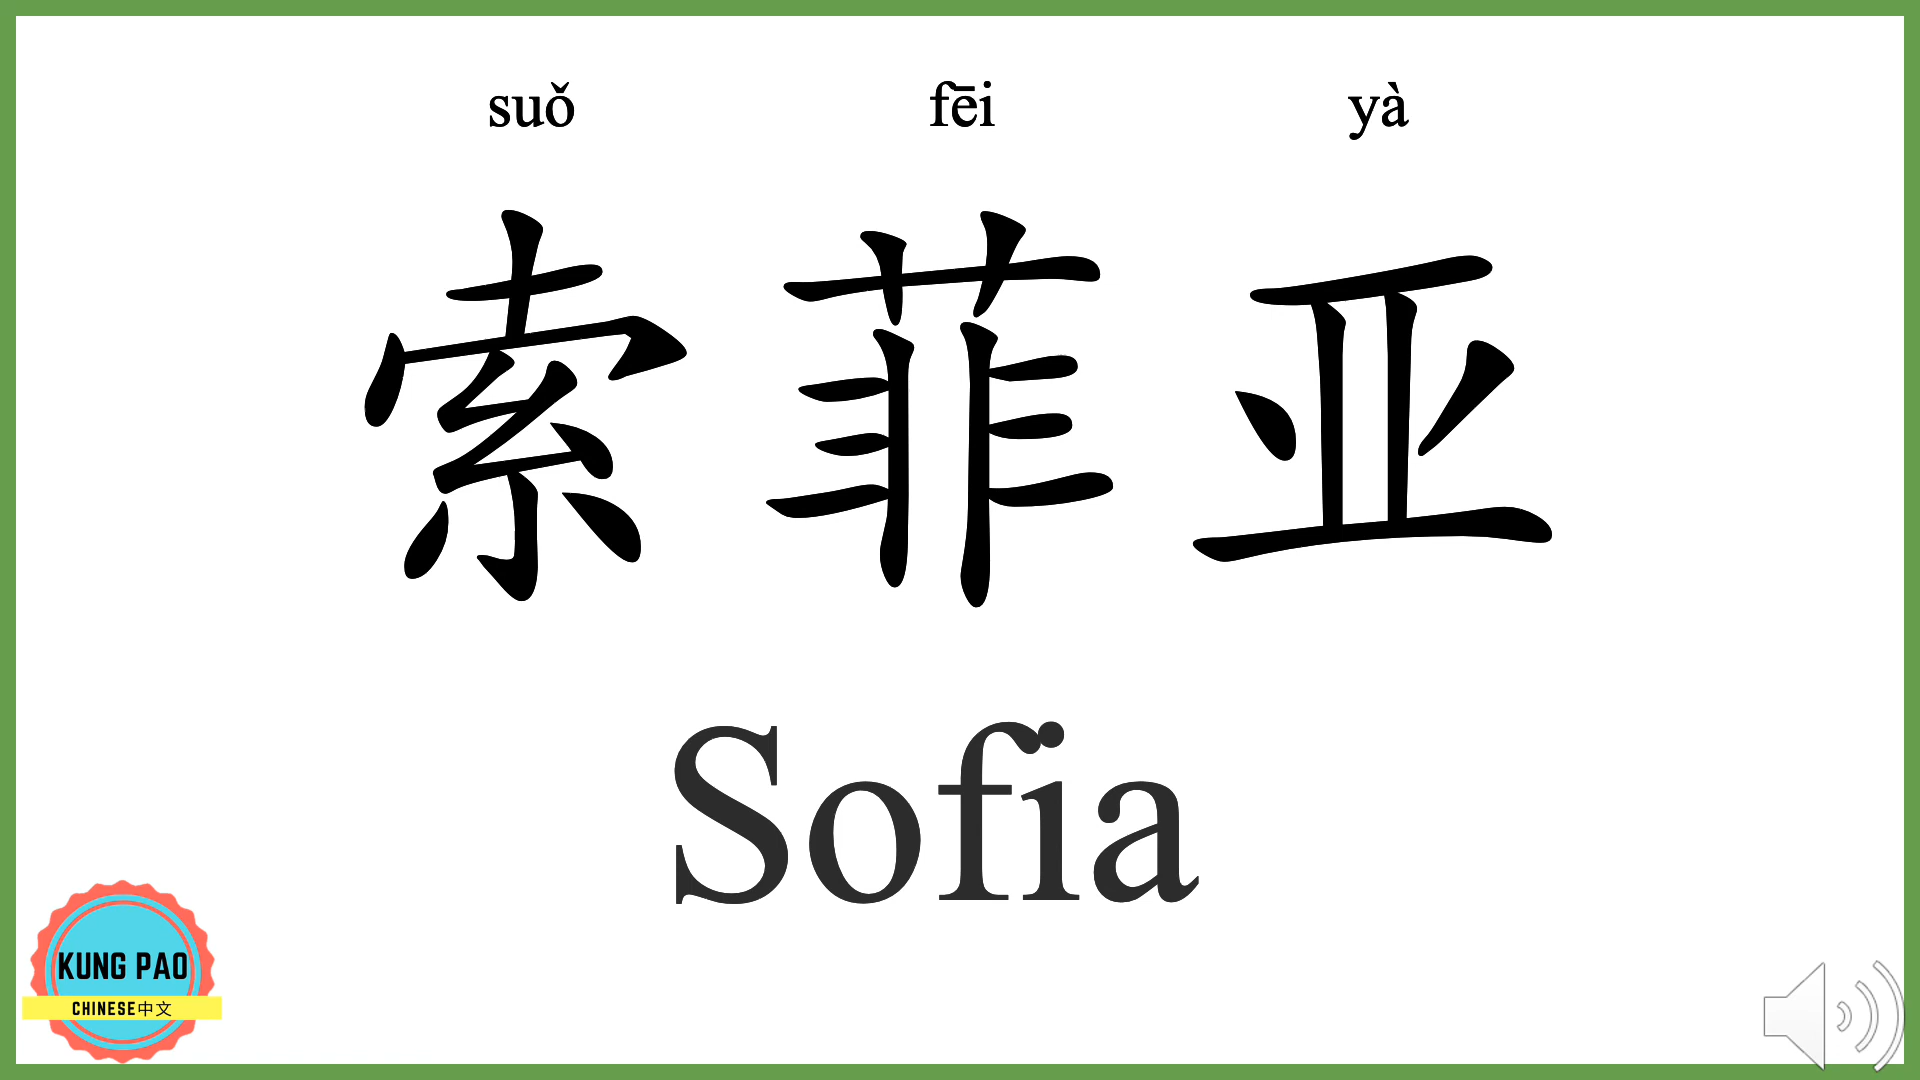 suǒ fēi yà
索菲亚
Sofia
KUNG PAO
CHINESE中文